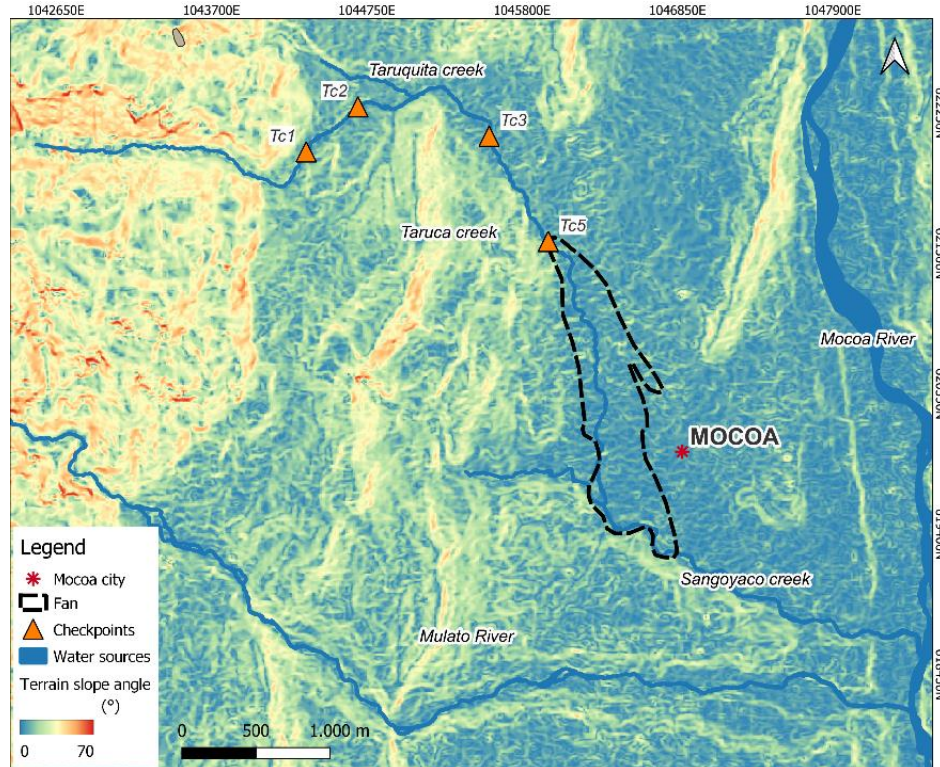 1042650E
1043700E
1044750E
1045800E
1046850E
1047900E
Taruquita creek
Tc2
Tc1
Tc3
Taruca creek
Tc5
Mocoa River
MOCOA
Sangoyaco creek
Mulato River
Legend
Mocoa city
Fan
Checkpoints
Water sources
Terrain slope angle
(°)
0 70
0 500 1.000 m